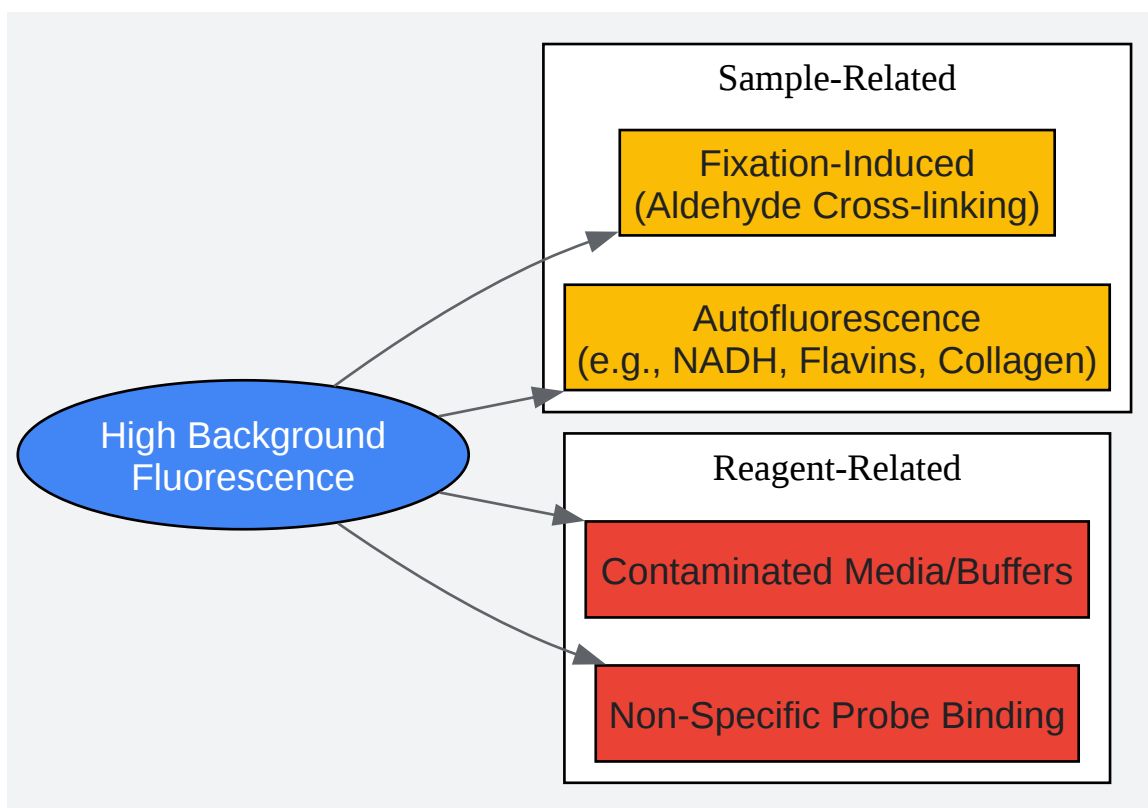 High Background
Fluorescence
Sample-Related
Fixation-Induced
(Aldehyde Cross-linking)
Autofluorescence
(e.g., NADH, Flavins, Collagen)
Reagent-Related
Contaminated Media/Buffers
Non-Specific Probe Binding